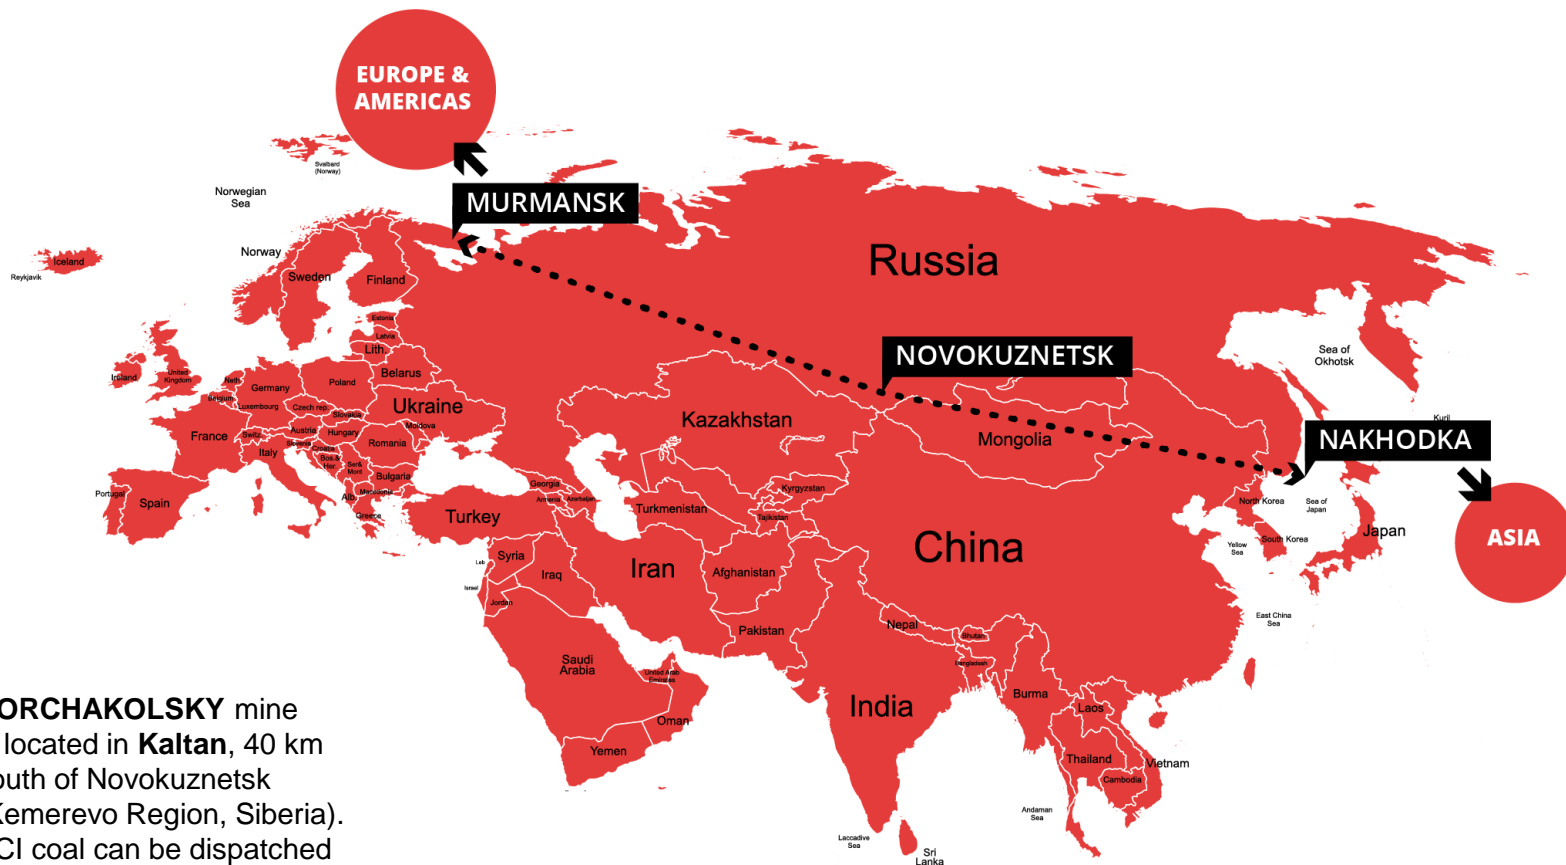 EUROPE &
AMERICAS
Svalbard
(Norway)
Norwegian
Sea
MURMANSK
Norway
Iceland
Reykjavik
Sweden
Finland
Russia
Estonia
Latvia
Lith.
Belarus
Ireland
United
Kingdom
Neth.
Belgium
Luxembourg
Germany
Poland
Czech rep.
Slovakia
Ukraine
Moldova
France
Switz.
Austria
Hungary
Slovenia
Croatia
Romania
Italy
Bos.&
Her
Ser&
Mont
Bulgaria
Macedonia
Alb.
Greece
Portugal
Spain
NOVOKUZNETSK
Sea of
Okhotsk
Kuril
Kazakhstan
Mongolia
NAKHODKA
Georgia
Armenia
Azerbaijan
Turkey
Turkmenistan
Kyrgyzstan
Tajikistan
North Korea
Sea of
Japan
South Korea
Yellow
Sea
Japan
ASIA
China
Leb
Syria
Israel
Jordan
Iraq
Iran
Afghanistan
Pakistan
Nepal
Bhutan
Bangladesh
East China
Sea
Saudi
Arabia
United Arab
Emirates
Oman
Yemen
India
Burma
Laos
Thailand
Vietnam
Cambodia
Andaman
Sea
Laccadive
Sea
Sri
Lanka
ORCHAKOLSKY mine
located in Kaltan, 40 km
outh of Novokuznetsk
Kemerevo Region, Siberia).
CI coal can be dispatched